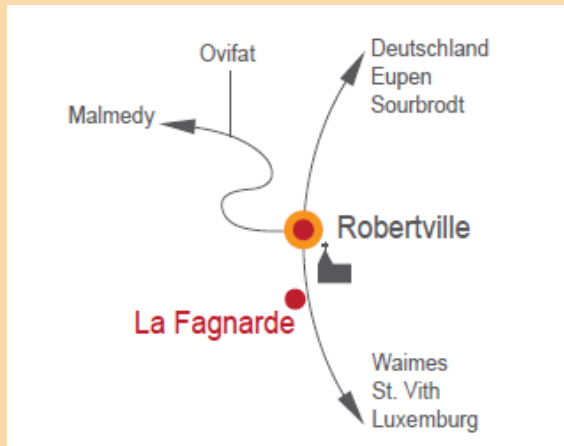 Ovifat
Deutschland
Eupen
Sourbrodt
Malmedy
Robertville
La Fagnarde
Waimes
St. Vith
Luxemburg